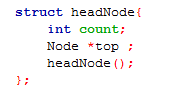 struct headNode{
int count;
Node *top ;
headNode();
};